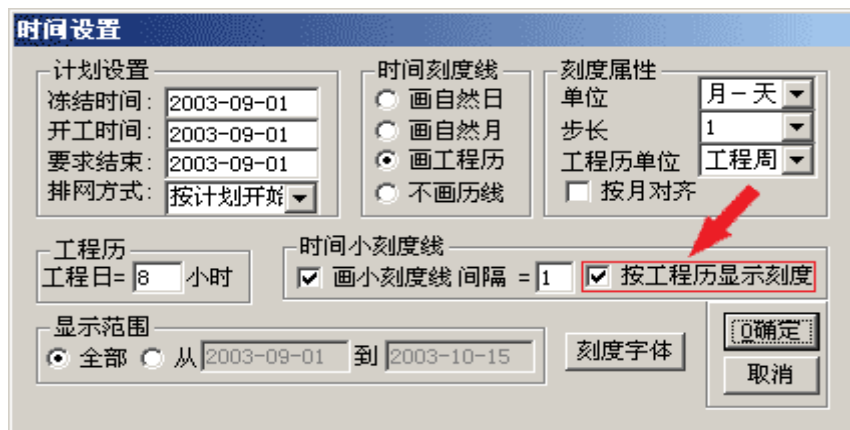 时间设置
计划设置
冻结时间: 2003-09-01
开工时间: 2003-09-01
要求结束: 2003-09-01
排网方式: 按计划开始
时间刻度线
画自然日
画自然月
画工程历
不画历线
刻度属性
单位 月-天
步长 1
工程历单位 工程周
按月对齐
工程历
工程日= 8 小时
时间小刻度线
画小刻度线 间隔 = 1 按工程历显示刻度
显示范围
全部 从 2003-09-01 到 2003-10-15
刻度字体
O确定
取消